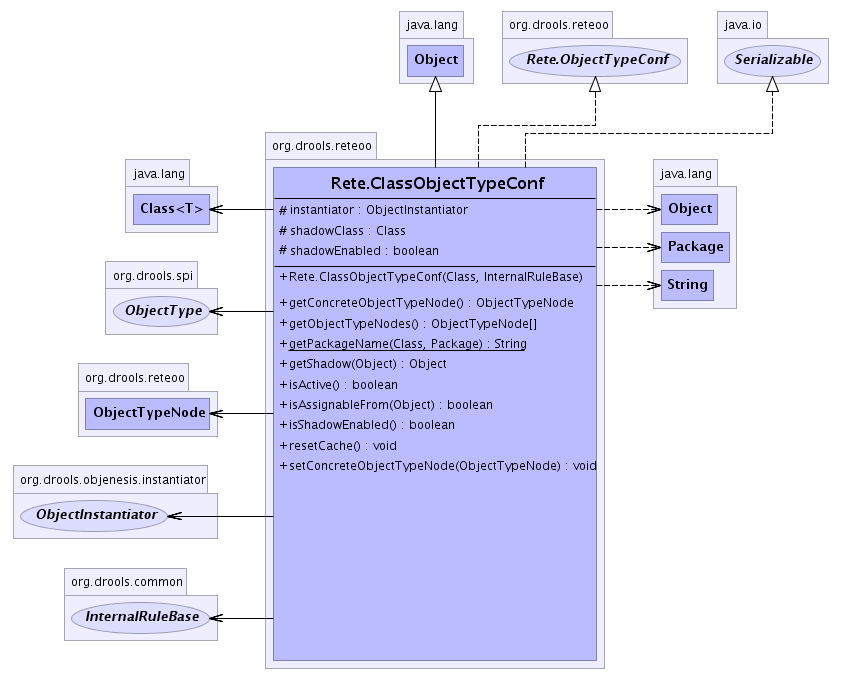 java.lang
Object
org.drools.reteoo
Rete.ObjectTypeConf
java.io
Serializable
org.drools.reteoo
Rete.ClassObjectTypeConf
# instantiator : ObjectInstantiator
# shadowClass : Class
# shadowEnabled : boolean
+Rete.ClassObjectTypeConf(Class, InternalRuleBase)
+getConcreteObjectTypeNode() : ObjectTypeNode
+getObjectTypeNodes() : ObjectTypeNode[]
+getPackageName(Class, Package) : String
+getShadow(Object) : Object
+isActive() : boolean
+isAssignableFrom(Object) : boolean
+isShadowEnabled() : boolean
+resetCache() : void
+setConcreteObjectTypeNode(ObjectTypeNode) : void
java.lang
Class<T>
org.drools.spi
ObjectType
org.drools.reteoo
ObjectTypeNode
org.drools.objenesis.instantiator
ObjectInstantiator
org.drools.common
InternalRuleBase
java.lang
Object
Package
String